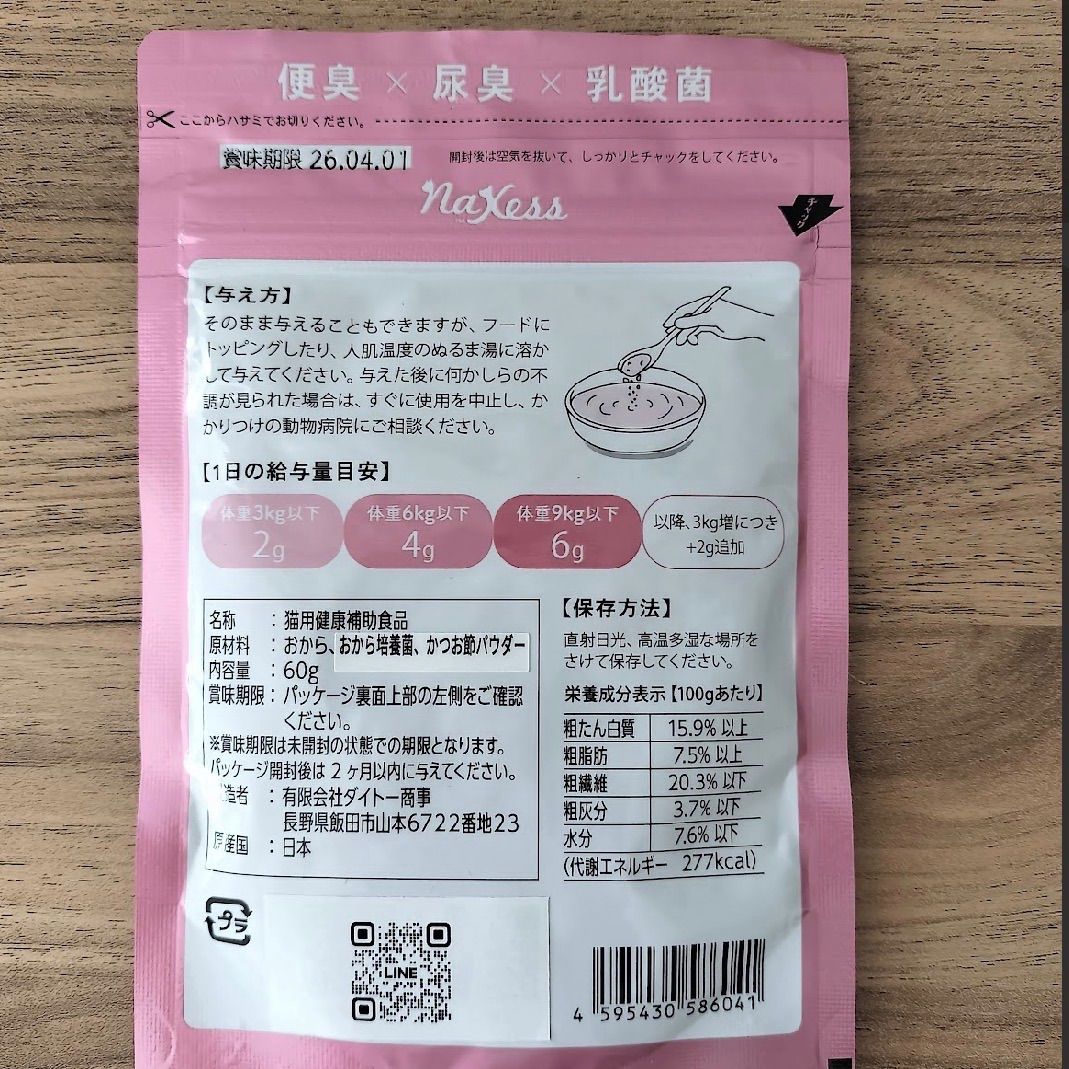 便臭×尿臭×乳酸菌
ここからハサミでお切りください。
賞味期限 26.04.01
開封後は空気を抜いて、しっかりとチャックをしてください。
チャック
naXess
【与え方】
そのまま与えることもできますが、フードに
トッピングしたり、人肌温度のぬるま湯に溶か
して与えてください。与えた後に何かしらの不
調が見られた場合は、すぐに使用を中止し、か
かりつけの動物病院にご相談ください。
【1日の給与量目安】
体重3kg以下
2g
体重6kg以下
4g
体重9kg以下
6g
以降、3kg増につき
+2g追加
名称 : 猫用健康補助食品
原材料 : おから、おから培養菌、かつお節パウダー
内容量 : 60g
賞味期限 : パッケージ裏面上部の左側をご確認
ください。
※賞味期限は未開封の状態での期限となります。
パッケージ開封後は 2 ヶ月以内に与えてください。
製造者 : 有限会社ダイトー商事
長野県飯田市山本6722番地23
原産国 : 日本
【保存方法】
直射日光、高温多湿な場所を
さけて保存してください。
栄養成分表示【100gあたり】
粗たん白質 15.9% 以上
粗脂肪 7.5% 以上
粗繊維 20.3% 以下
粗灰分 3.7% 以下
水分 7.6% 以下
(代謝エネルギー 277kcal)
プラ
LINE
4 595430 586041